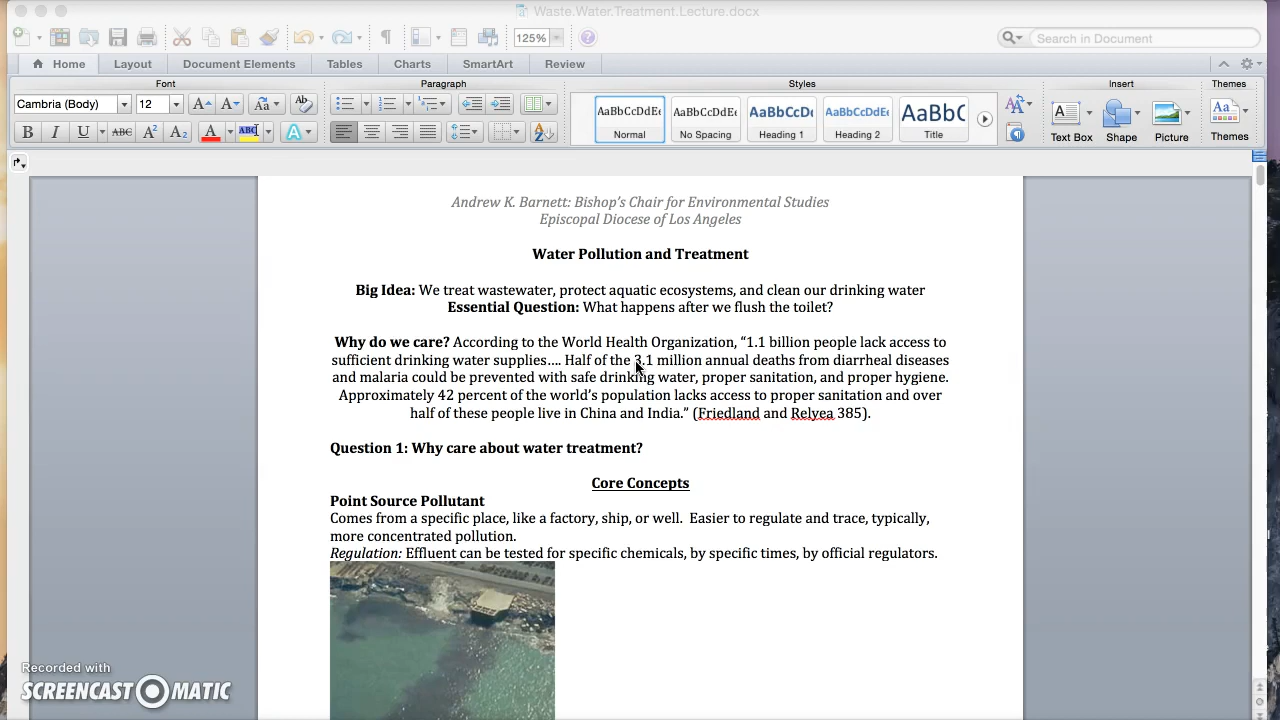 Waste.Water.Treatment.Lecture.docx
125%
Search in Document
Home Layout Document Elements Tables Charts SmartArt Review
Font Paragraph Styles Insert Themes
Cambria (Body) 12 A A Aa Abc
AaBbCcDdEe AaBbCcDdEe AaBbCcDc AaBbCcDdEe AaBbC
Normal No Spacing Heading 1 Heading 2 Title
B I U ABC A2 A2 A ABC A
Text Box Shape Picture Themes
Andrew K. Barnett: Bishop’s Chair for Environmental Studies
Episcopal Diocese of Los Angeles
Water Pollution and Treatment
Big Idea: We treat wastewater, protect aquatic ecosystems, and clean our drinking water
Essential Question: What happens after we flush the toilet?
Why do we care? According to the World Health Organization, “1.1 billion people lack access to
sufficient drinking water supplies…. Half of the 3.1 million annual deaths from diarrheal diseases
and malaria could be prevented with safe drinking water, proper sanitation, and proper hygiene.
Approximately 42 percent of the world’s population lacks access to proper sanitation and over
half of these people live in China and India.” (Friedland and Relyea 385).
Question 1: Why care about water treatment?
Core Concepts
Point Source Pollutant
Comes from a specific place, like a factory, ship, or well. Easier to regulate and trace, typically,
more concentrated pollution.
Regulation: Effluent can be tested for specific chemicals, by specific times, by official regulators.
Recorded with
SCREENCAST MATIC